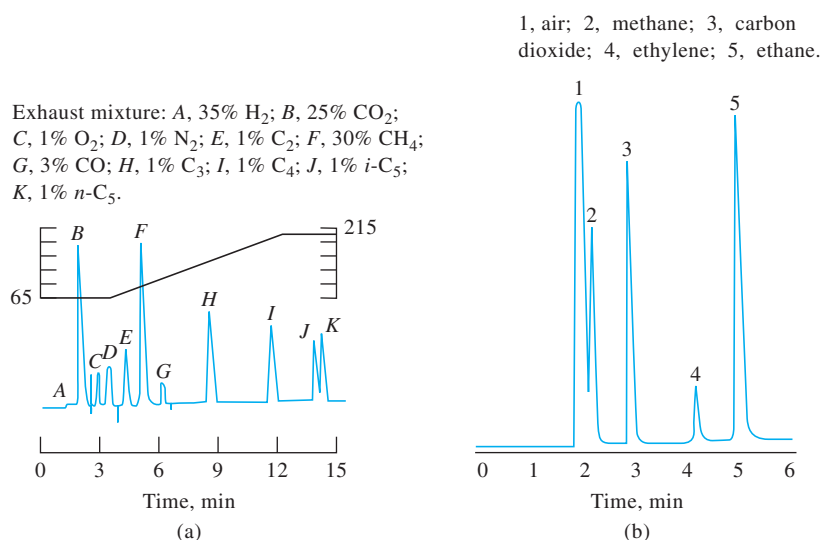 1, air; 2, methane; 3, carbon
dioxide; 4, ethylene; 5, ethane.
Exhaust mixture: A, 35% H₂; B, 25% CO₂;
C, 1% O₂; D, 1% N₂; E, 1% C₂; F, 30% CH₄;
G, 3% CO; H, 1% C₃; I, 1% C₄; J, 1% i-C₅;
K, 1% n-C₅.
65
215
A
B
C
D
E
F
G
H
I
J
K
0 3 6 9 12 15
Time, min
(a)
1
2
3
4
5
0 1 2 3 4 5 6
Time, min
(b)